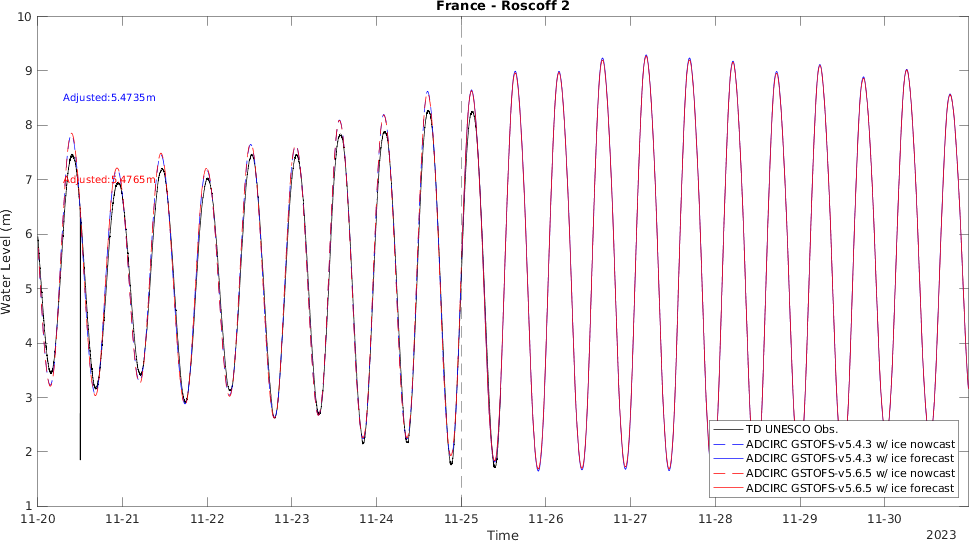 France - Roscoff 2
10
9
8
7
6
5
4
3
2
1
Water Level (m)
Adjusted:5.4735m
Adjusted:5.4765m
TD UNESCO Obs.
ADCIRC GSTOFS-v5.4.3 w/ ice nowcast
ADCIRC GSTOFS-v5.4.3 w/ ice forecast
ADCIRC GSTOFS-v5.6.5 w/ ice nowcast
ADCIRC GSTOFS-v5.6.5 w/ ice forecast
11-20 11-21 11-22 11-23 11-24 11-25 11-26 11-27 11-28 11-29 11-30
Time
2023